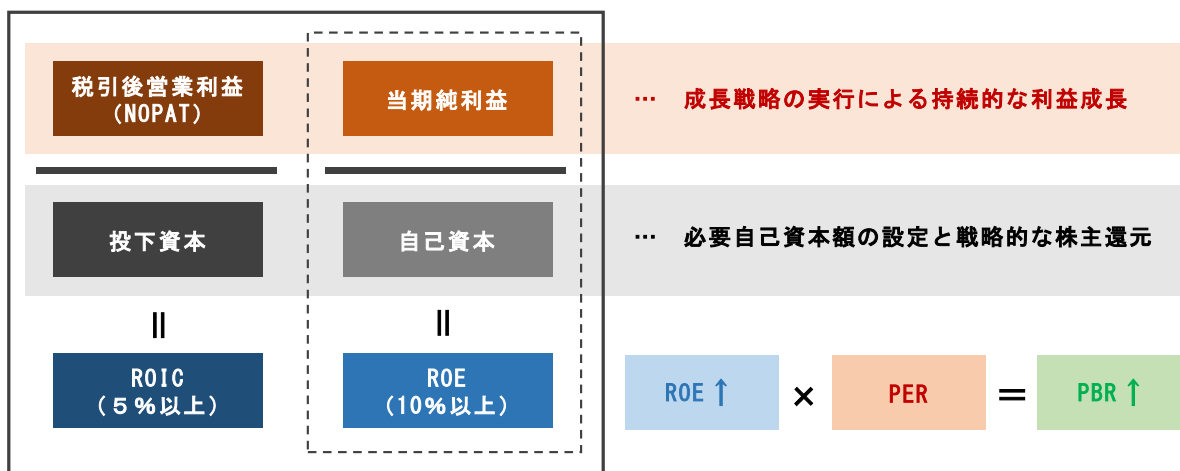 税引後営業利益
(NOPAT)
当期純利益
… 成長戦略の実行による持続的な利益成長
投下資本
自己資本
… 必要自己資本額の設定と戦略的な株主還元
=
=
ROIC
(５％以上)
ROE
(10％以上)
ROE↑ × PER = PBR↑